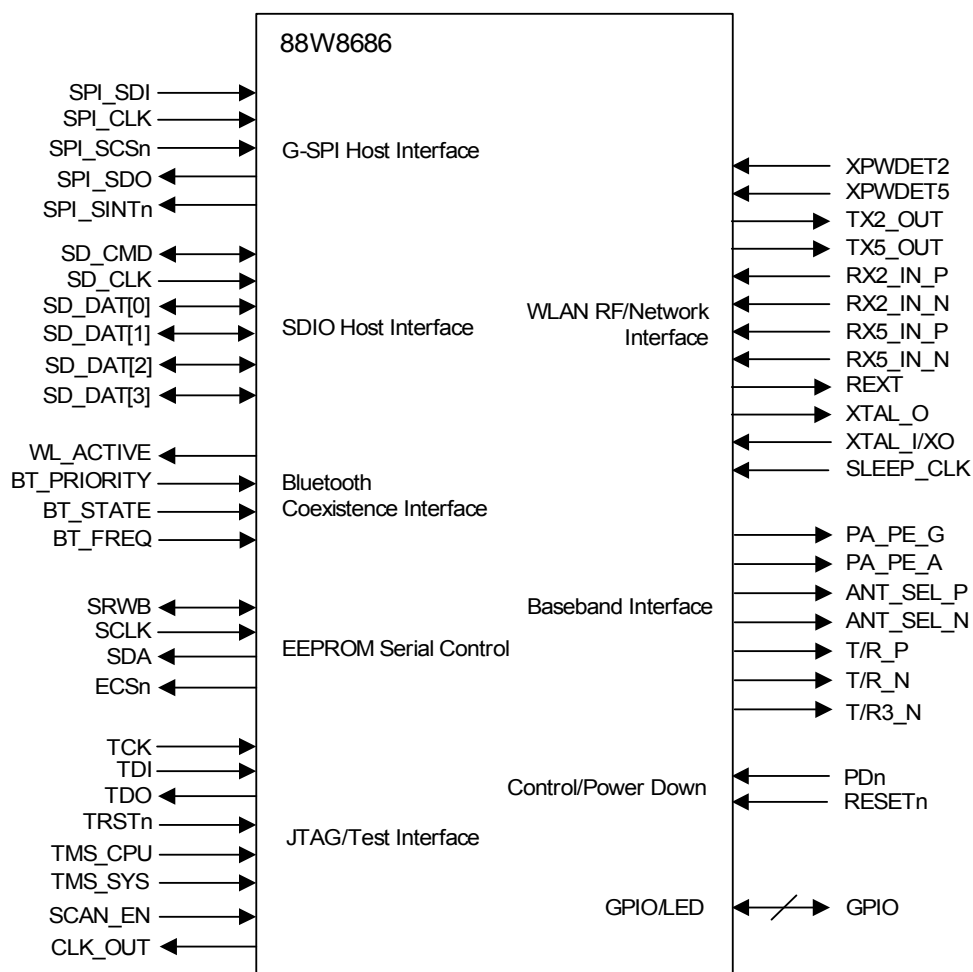 88W8686
SPI_SDI
SPI_CLK
SPI_SCSn
SPI_SDO
SPI_SINTn
G-SPI Host Interface
SD_CMD
SD_CLK
SD_DAT[0]
SD_DAT[1]
SD_DAT[2]
SD_DAT[3]
SDIO Host Interface
WL_ACTIVE
BT_PRIORITY
BT_STATE
BT_FREQ
Bluetooth
Coexistence Interface
SRWB
SCLK
SDA
ECSn
EEPROM Serial Control
TCK
TDI
TDO
TRSTn
TMS_CPU
TMS_SYS
SCAN_EN
CLK_OUT
JTAG/Test Interface
WLAN RF/Network
Interface
XPWDET2
XPWDET5
TX2_OUT
TX5_OUT
RX2_IN_P
RX2_IN_N
RX5_IN_P
RX5_IN_N
REXT
XTAL_O
XTAL_I/XO
SLEEP_CLK
Baseband Interface
PA_PE_G
PA_PE_A
ANT_SEL_P
ANT_SEL_N
T/R_P
T/R_N
T/R3_N
Control/Power Down
PDn
RESETn
GPIO/LED
GPIO